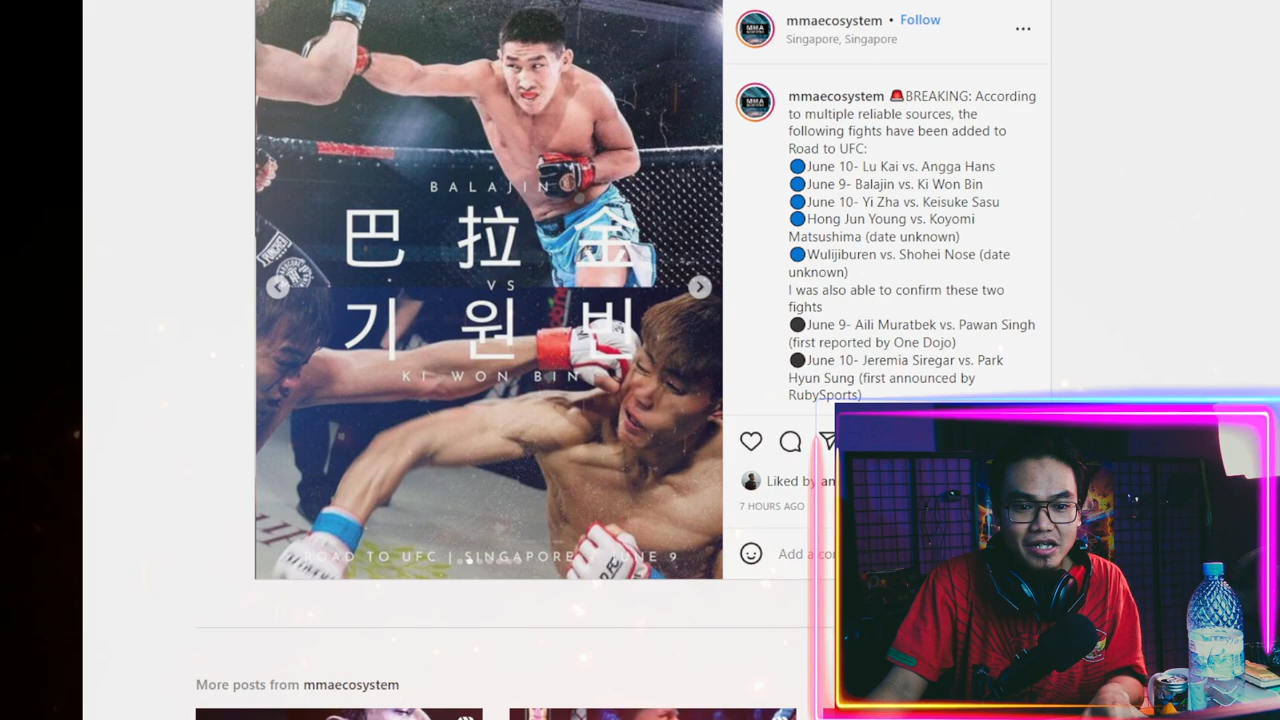 BALAJIN
巴 拉 金
VS
기 원 빈
KI WON BIN
ROAD TO UFC | SINGAPORE | JUNE 9
mmaecosystem • Follow
Singapore, Singapore
mmaecosystem 🚨BREAKING: According
to multiple reliable sources, the
following fights have been added to
Road to UFC:
🔵June 10- Lu Kai vs. Angga Hans
🔵June 9- Balajin vs. Ki Won Bin
🔵June 10- Yi Zha vs. Keisuke Sasu
🔵Hong Jun Young vs. Koyomi
Matsushima (date unknown)
🔵Wulijiburen vs. Shohei Nose (date
unknown)
I was also able to confirm these two
fights
⚫June 9- Aili Muratbek vs. Pawan Singh
(first reported by One Dojo)
⚫June 10- Jeremia Siregar vs. Park
Hyun Sung (first announced by
RubySports)
Liked by an
7 HOURS AGO
Add a co
More posts from mmaecosystem